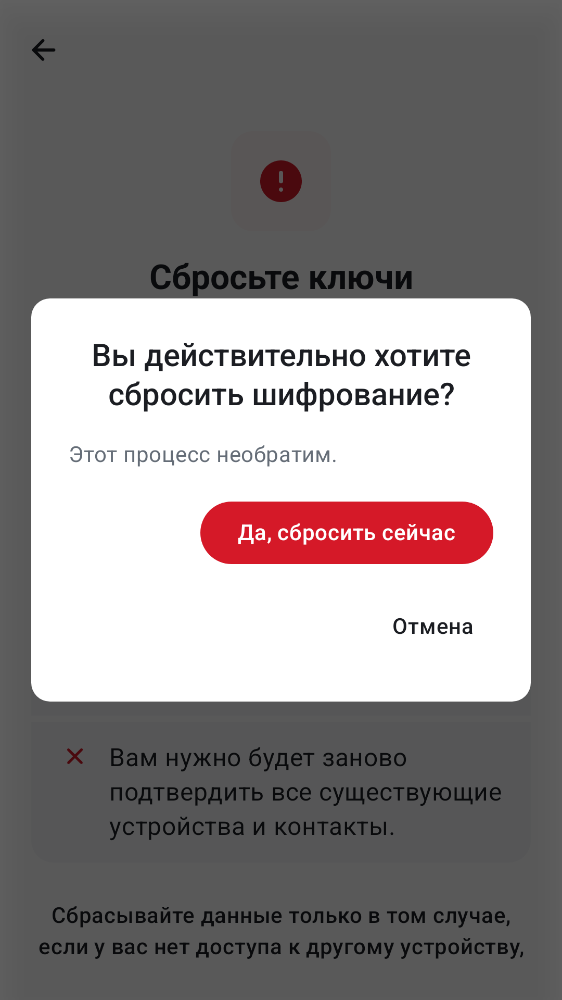 Сбросьте ключи
Вы действительно хотите
сбросить шифрование?
Этот процесс необратим.
Да, сбросить сейчас
Отмена
Вам нужно будет заново
подтвердить все существующие
устройства и контакты.
Сбрасывайте данные только в том случае,
если у вас нет доступа к другому устройству,